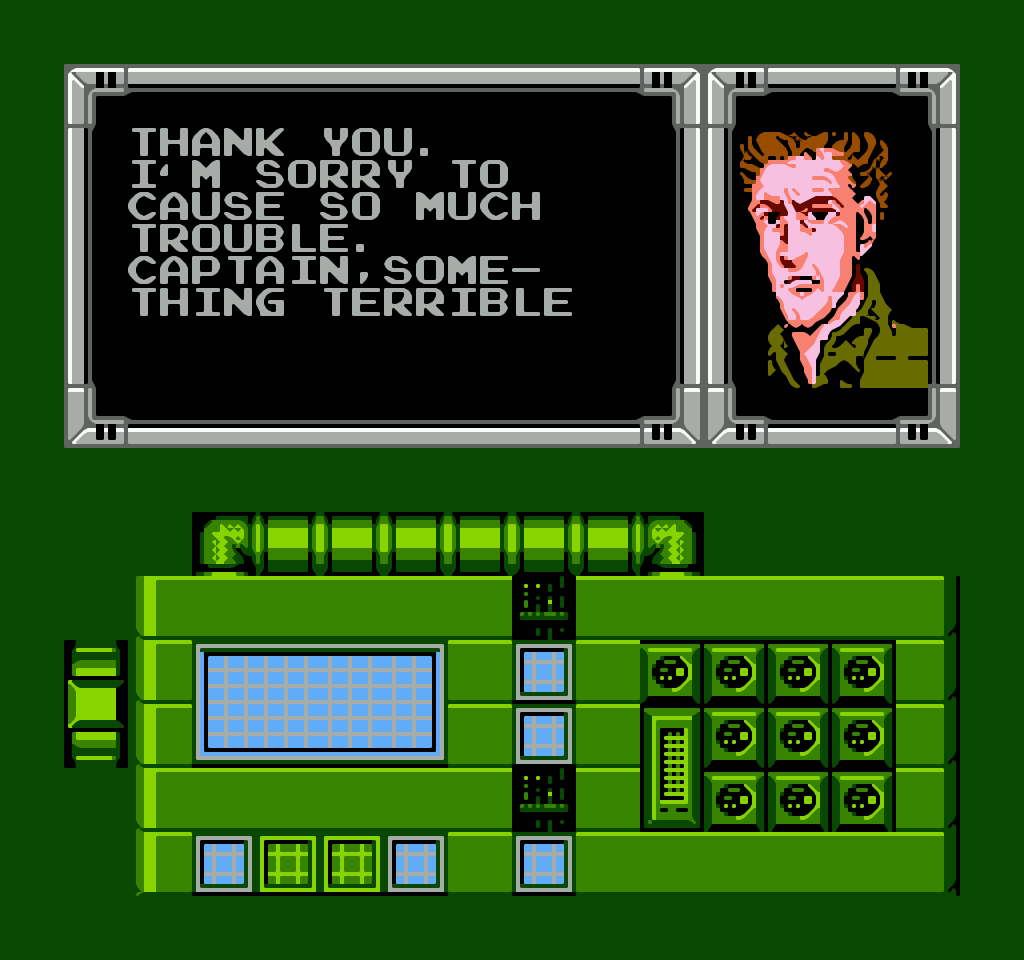 THANK YOU.
I'M SORRY TO
CAUSE SO MUCH
TROUBLE.
CAPTAIN,SOME-
THING TERRIBLE